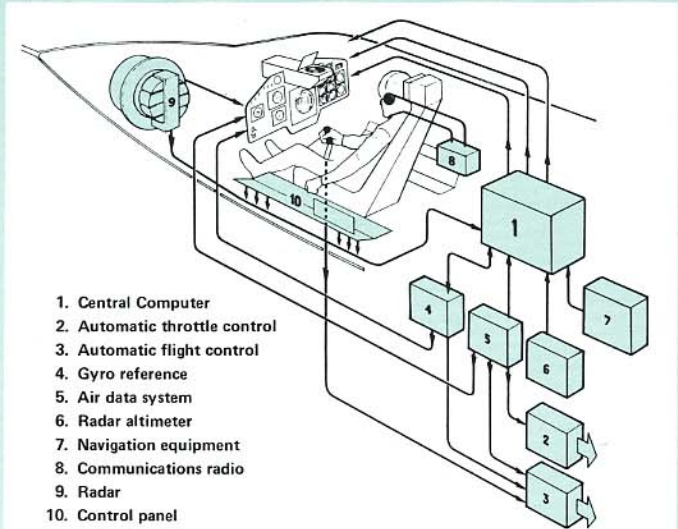 9
8
10
1
4
5
6
7
2
3
1. Central Computer
2. Automatic throttle control
3. Automatic flight control
4. Gyro reference
5. Air data system
6. Radar altimeter
7. Navigation equipment
8. Communications radio
9. Radar
10. Control panel